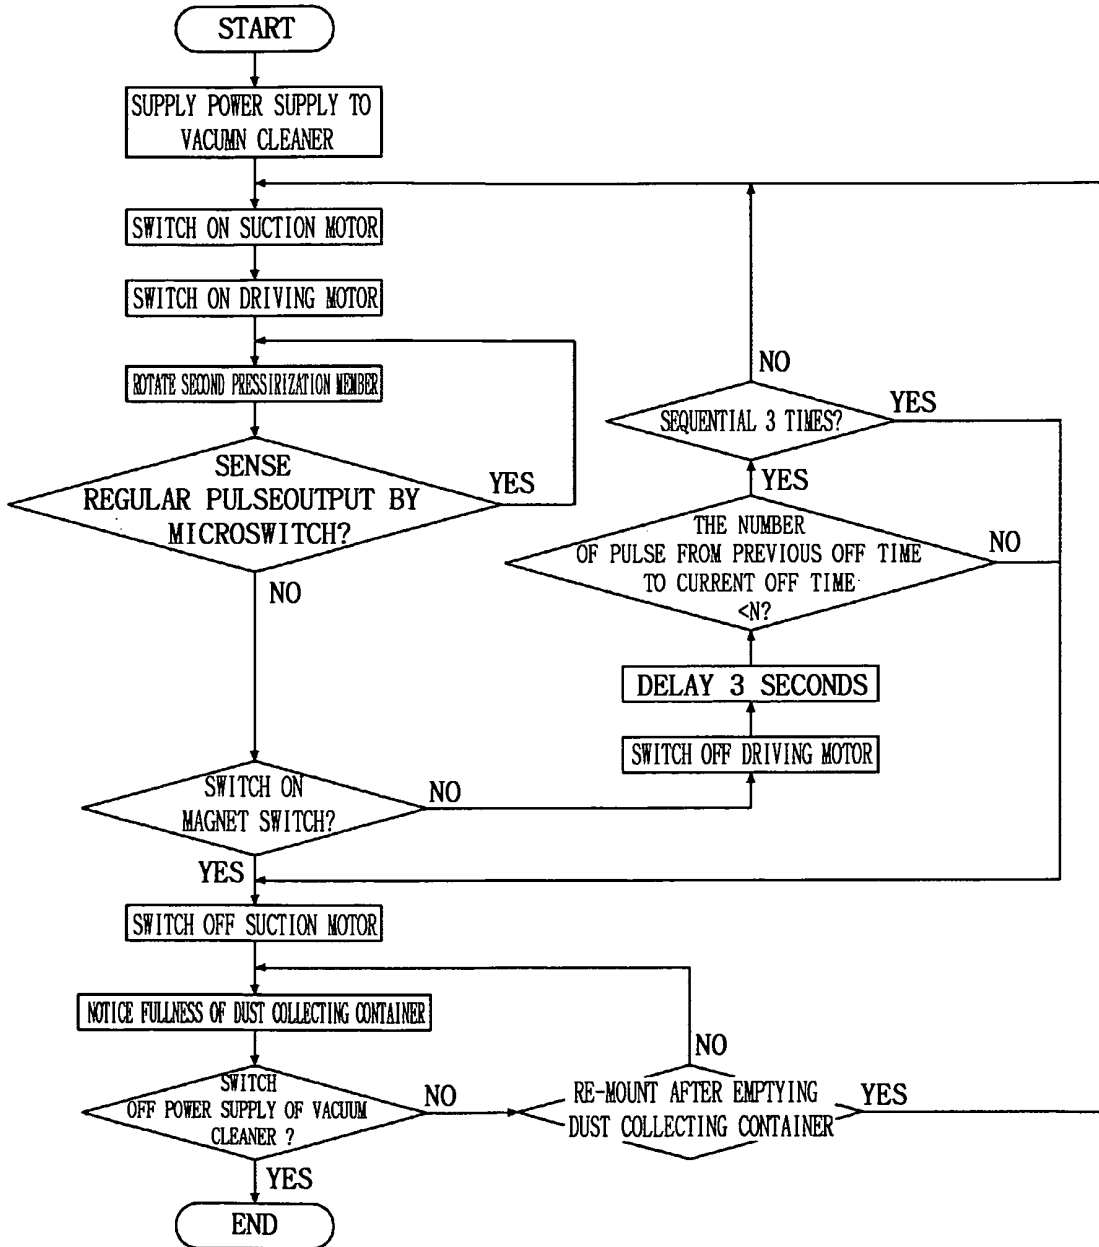 START
SUPPLY POWER SUPPLY TO
VACUMN CLEANER
SWITCH ON SUCTION MOTOR
SWITCH ON DRIVING MOTOR
ROTATE SECOND PRESSIRIZATION MEMBER
SENSE
REGULAR PULSEOUTPUT BY
MICROSWITCH?
YES
NO
SWITCH ON
MAGNET SWITCH?
NO
YES
SWITCH OFF DRIVING MOTOR
DELAY 3 SECONDS
THE NUMBER
OF PULSE FROM PREVIOUS OFF TIME
TO CURRENT OFF TIME
<N?
NO
YES
SEQUENTIAL 3 TIMES?
YES
NO
SWITCH OFF SUCTION MOTOR
NOTICE FULLNESS OF DUST COLLECTING CONTAINER
SWITCH
OFF POWER SUPPLY OF VACUUM
CLEANER ?
NO
YES
RE-MOUNT AFTER EMPTYING
DUST COLLECTING CONTAINER
NO
YES
END